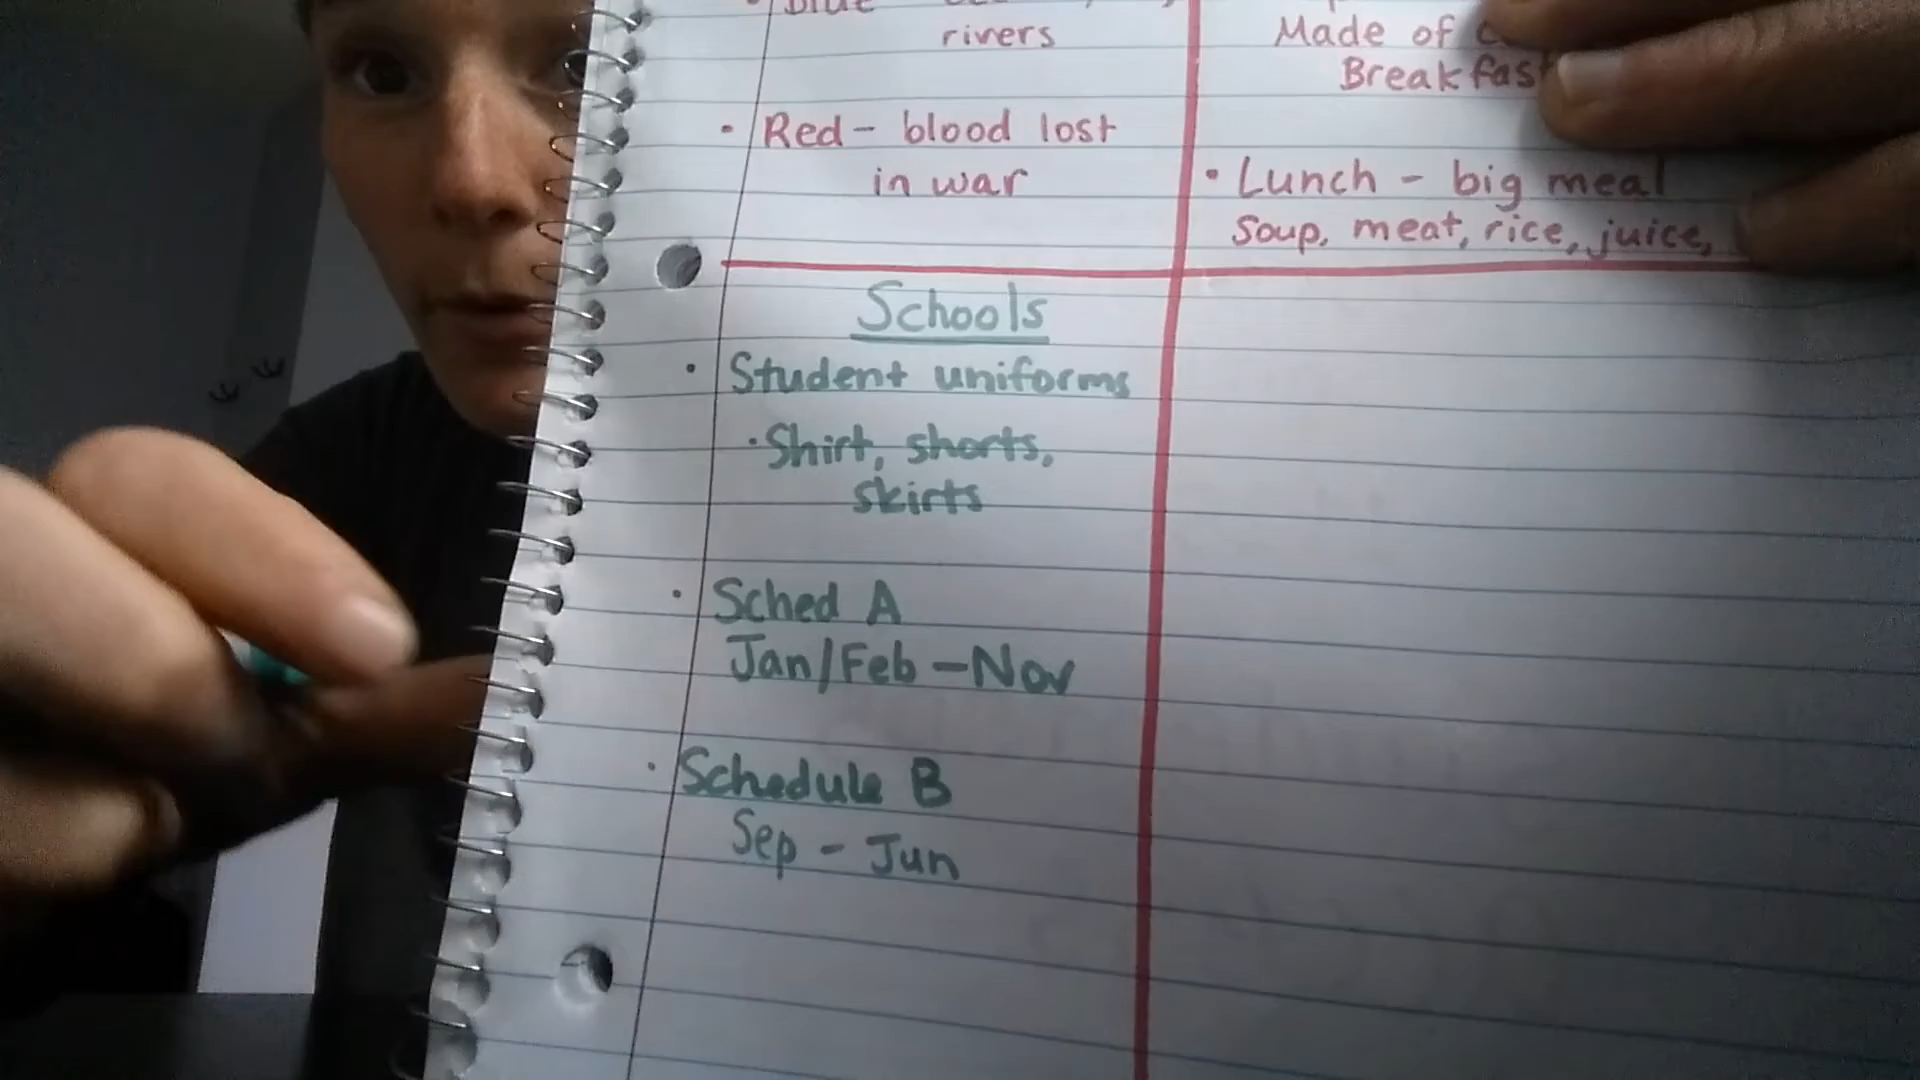 rivers
• Red - blood lost
in war
Made of
Breakfast
• Lunch - big meal
Soup, meat, rice, juice,
Schools
• Student uniforms
• Shirt, shorts,
skirts
• Sched A
Jan/Feb - Nov
• Schedule B
Sep - Jun